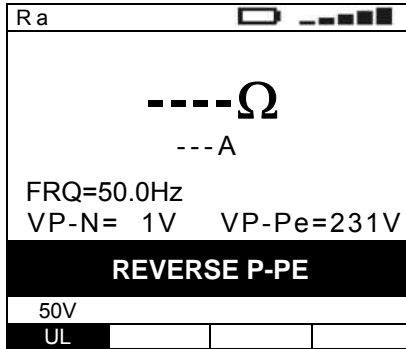 Ra
----Ω
---A
FRQ=50.0Hz
VP-N= 1V VP-Pe=231V
REVERSE P-PE
50V
UL